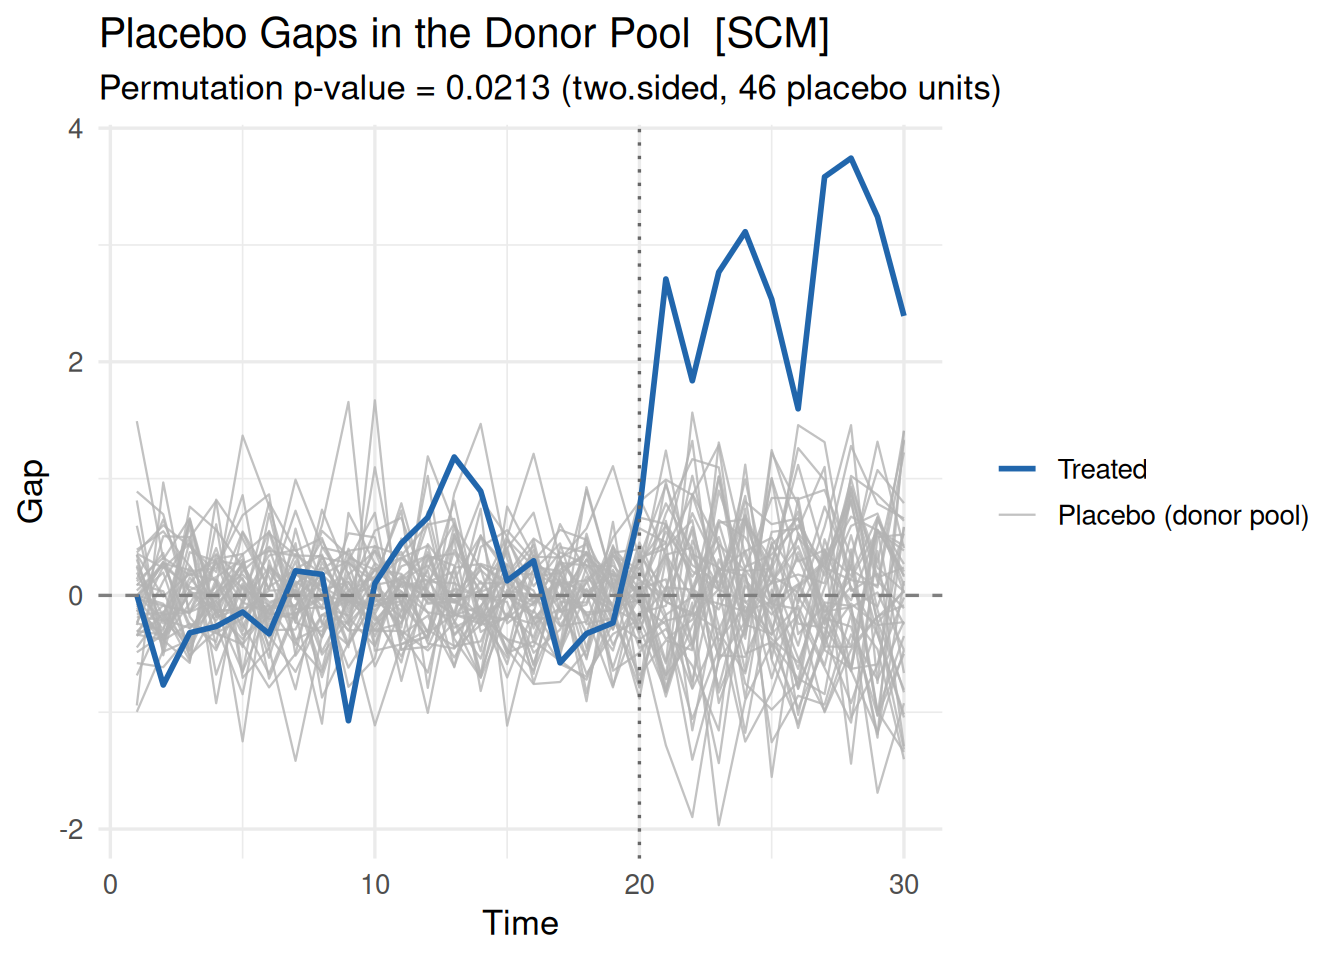 Placebo Gaps in the Donor Pool  [SCM]
Permutation p-value = 0.0213 (two.sided, 46 placebo units)
4
2
0
-2
Gap
0
10
20
30
Time
Treated
Placebo (donor pool)